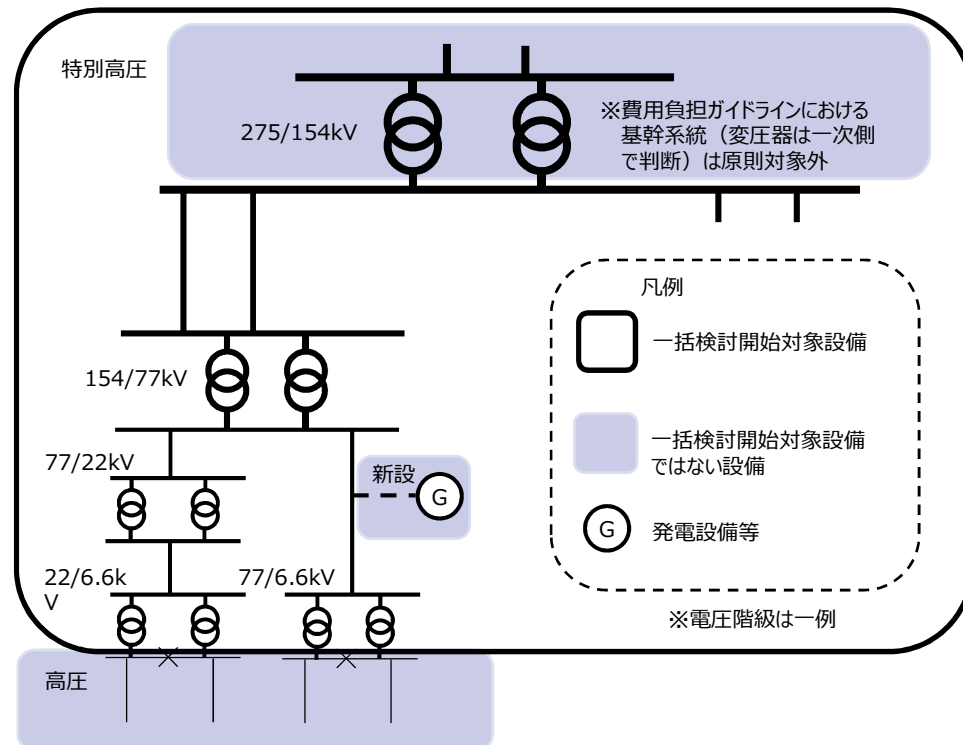 特別高圧
275/154kV
※費用負担ガイドラインにおける
基幹系統（変圧器は一次側
で判断）は原則対象外
凡例
一括検討開始対象設備
154/77kV
一括検討開始対象設備
ではない設備
77/22kV
新設
G
G
発電設備等
22/6.6k
V
77/6.6kV
※電圧階級は一例
高圧